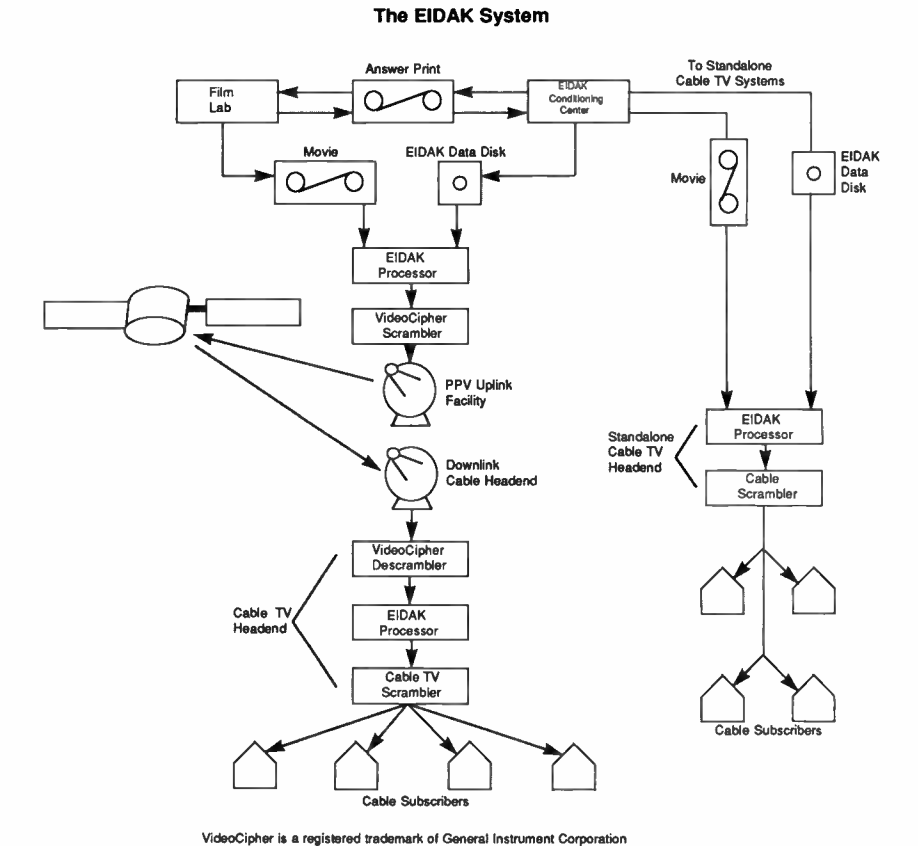 The EIDAK System
Answer Print
To Standalone
Cable TV Systems
Film
Lab
EIDAK
Conditioning
Center
Movie
EIDAK Data Disk
Movie
EIDAK
Data
Disk
EIDAK
Processor
VideoCipher
Scrambler
PPV Uplink
Facility
Standalone
Cable TV
Headend
EIDAK
Processor
Cable
Scrambler
Downlink
Cable Headend
VideoCipher
Descrambler
Cable TV
Headend
EIDAK
Processor
Cable TV
Scrambler
Cable Subscribers
Cable Subscribers
VideoCipher is a registered trademark of General Instrument Corporation